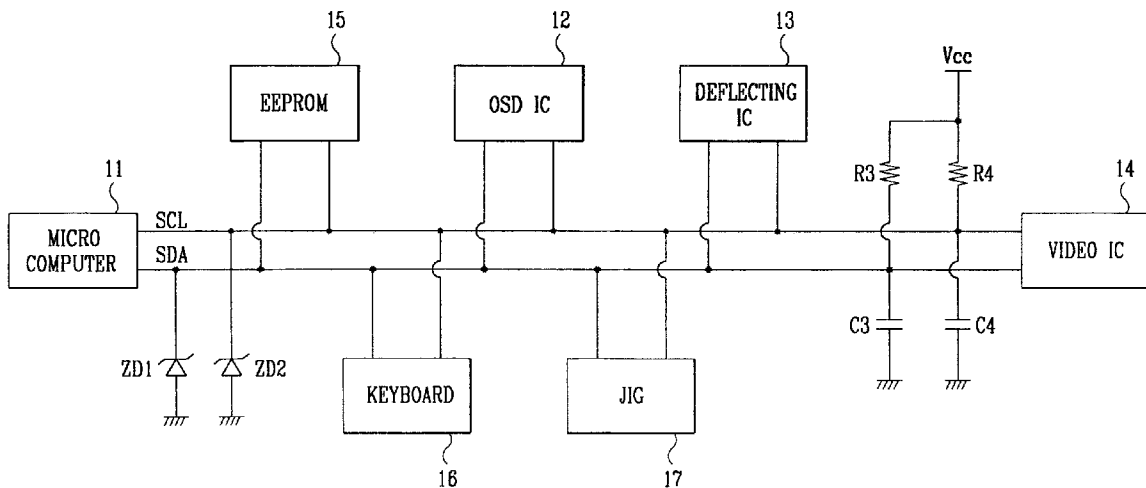 15
12
13
EEPROM
OSD IC
DEFLECTING
IC
Vcc
11
R3
R4
14
MICRO
COMPUTER
SCL
SDA
VIDEO IC
ZD1
ZD2
C3
C4
KEYBOARD
JIG
16
17